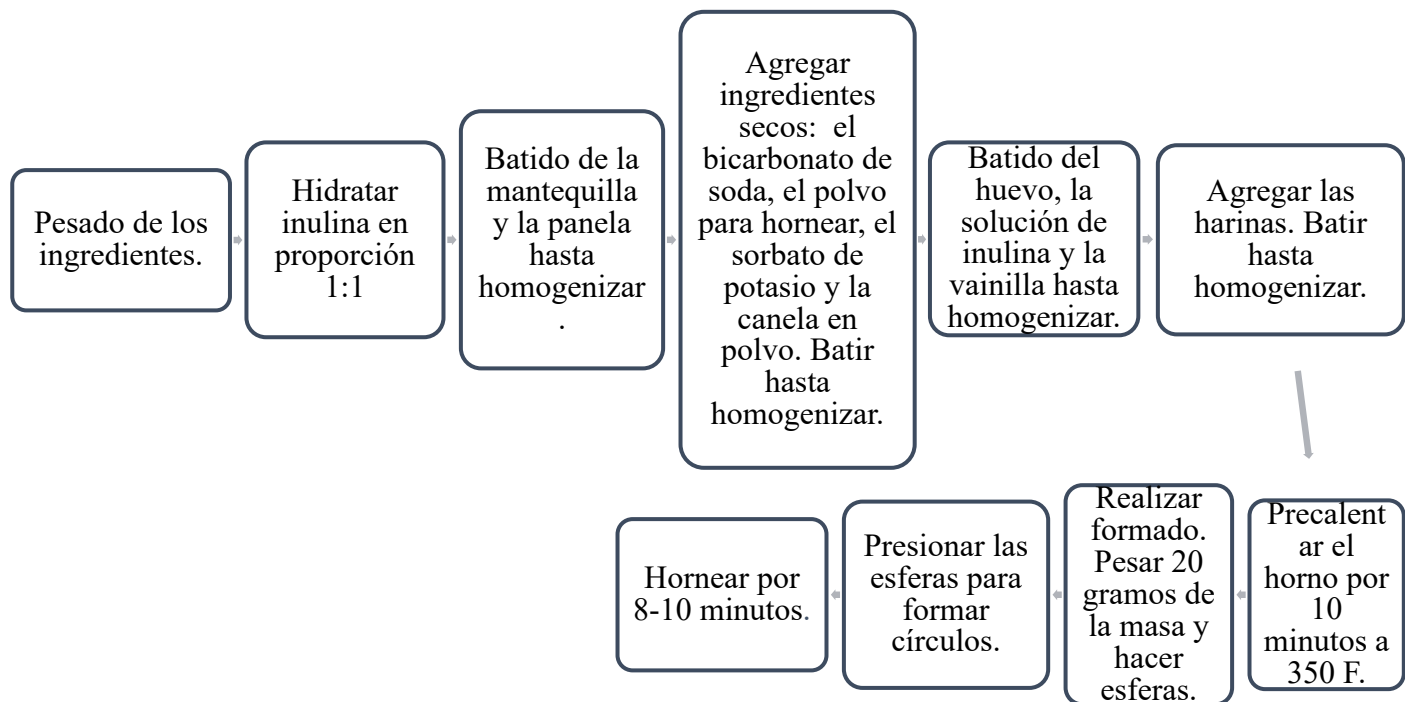 Pesado de los
ingredientes.
Hidratar
inulina en
proporción
1:1
Batido de la
mantequilla
y la panela
hasta
homogenizar
.
Agregar
ingredientes
secos:  el
bicarbonato de
soda, el polvo
para hornear, el
sorbato de
potasio y la
canela en
polvo. Batir
hasta
homogenizar.
Batido del
huevo, la
solución de
inulina y la
vainilla hasta
homogenizar.
Agregar las
harinas. Batir
hasta
homogenizar.
Precalent
ar el
horno por
10
minutos a
350 F.
Realizar
formado.
Pesar 20
gramos de
la masa y
hacer
esferas.
Presionar las
esferas para
formar
círculos.
Hornear por
8-10 minutos.